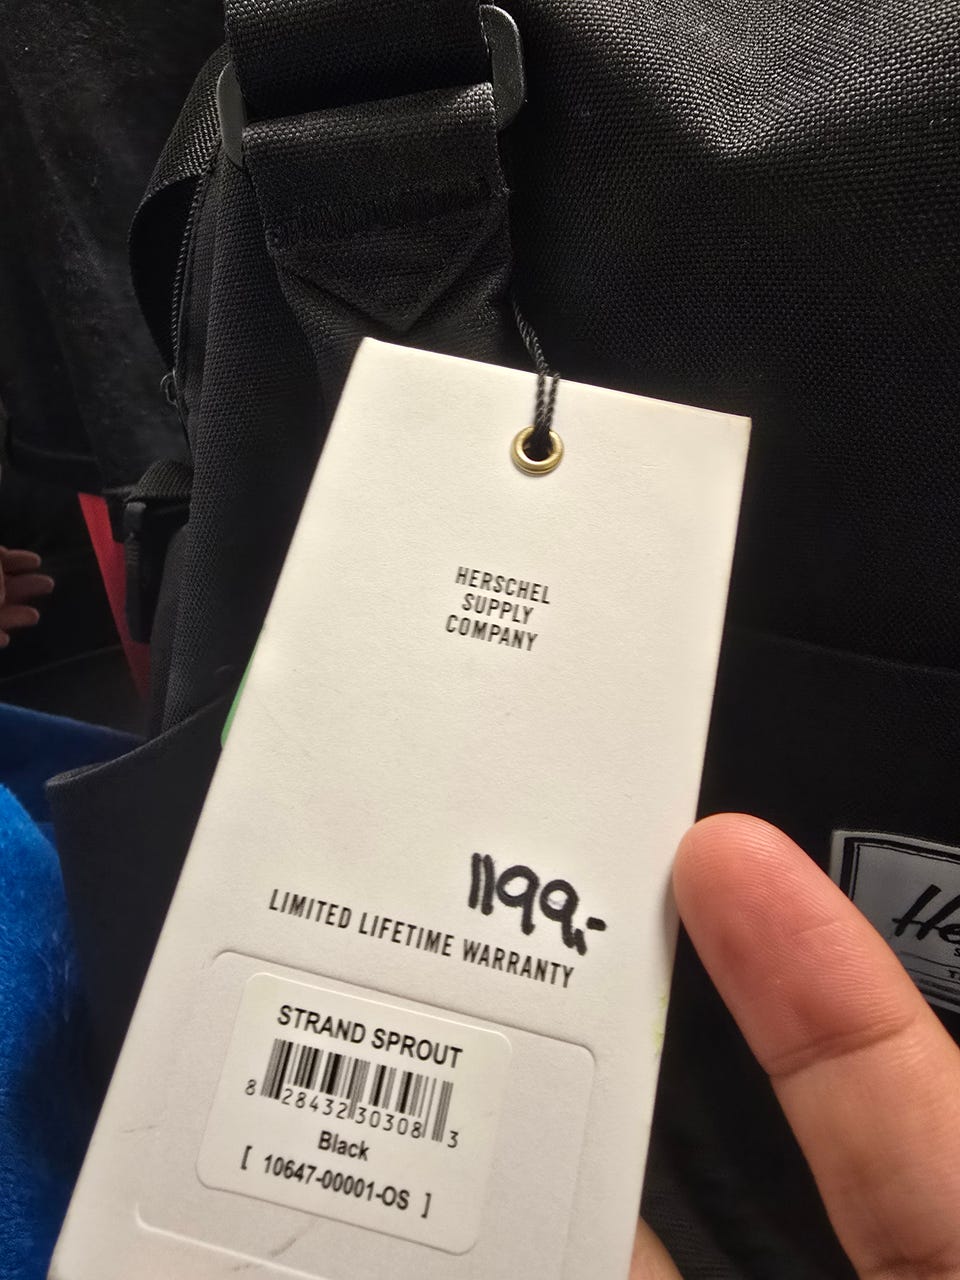 HERSCHEL
SUPPLY
COMPANY
1199,-
LIMITED LIFETIME WARRANTY
STRAND SPROUT
8 28432 30308 3
Black
[ 10647-00001-OS ]